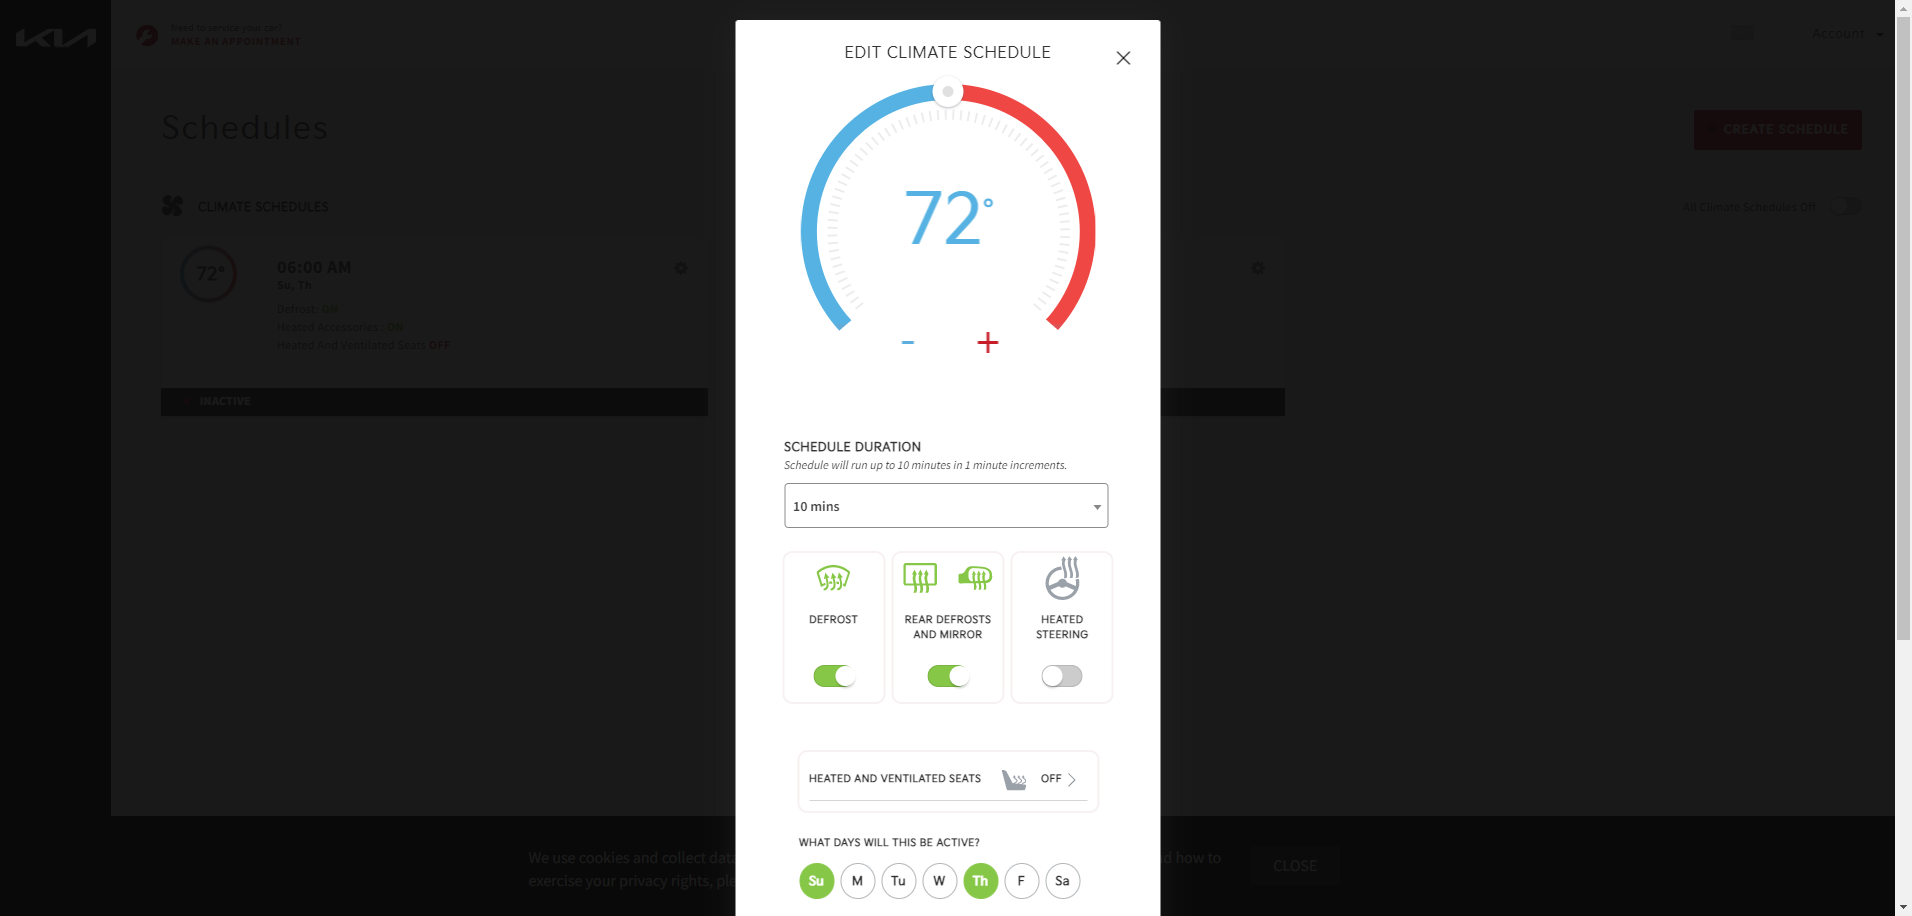 KIA
Need to service your car?
MAKE AN APPOINTMENT
Account
Schedules
CREATE SCHEDULE
CLIMATE SCHEDULES
All Climate Schedules Off
72°
06:00 AM
Su, Th
Defrost: On
Heated Accessories : ON
Heated And Ventilated Seats OFF
INACTIVE
EDIT CLIMATE SCHEDULE
72°
- +
SCHEDULE DURATION
Schedule will run up to 10 minutes in 1 minute increments.
10 mins
DEFROST
REAR DEFROSTS
AND MIRROR
HEATED
STEERING
HEATED AND VENTILATED SEATS OFF
WHAT DAYS WILL THIS BE ACTIVE?
Su M Tu W Th F Sa
We use cookies and collect dat
d how to
exercise your privacy rights, ple
CLOSE